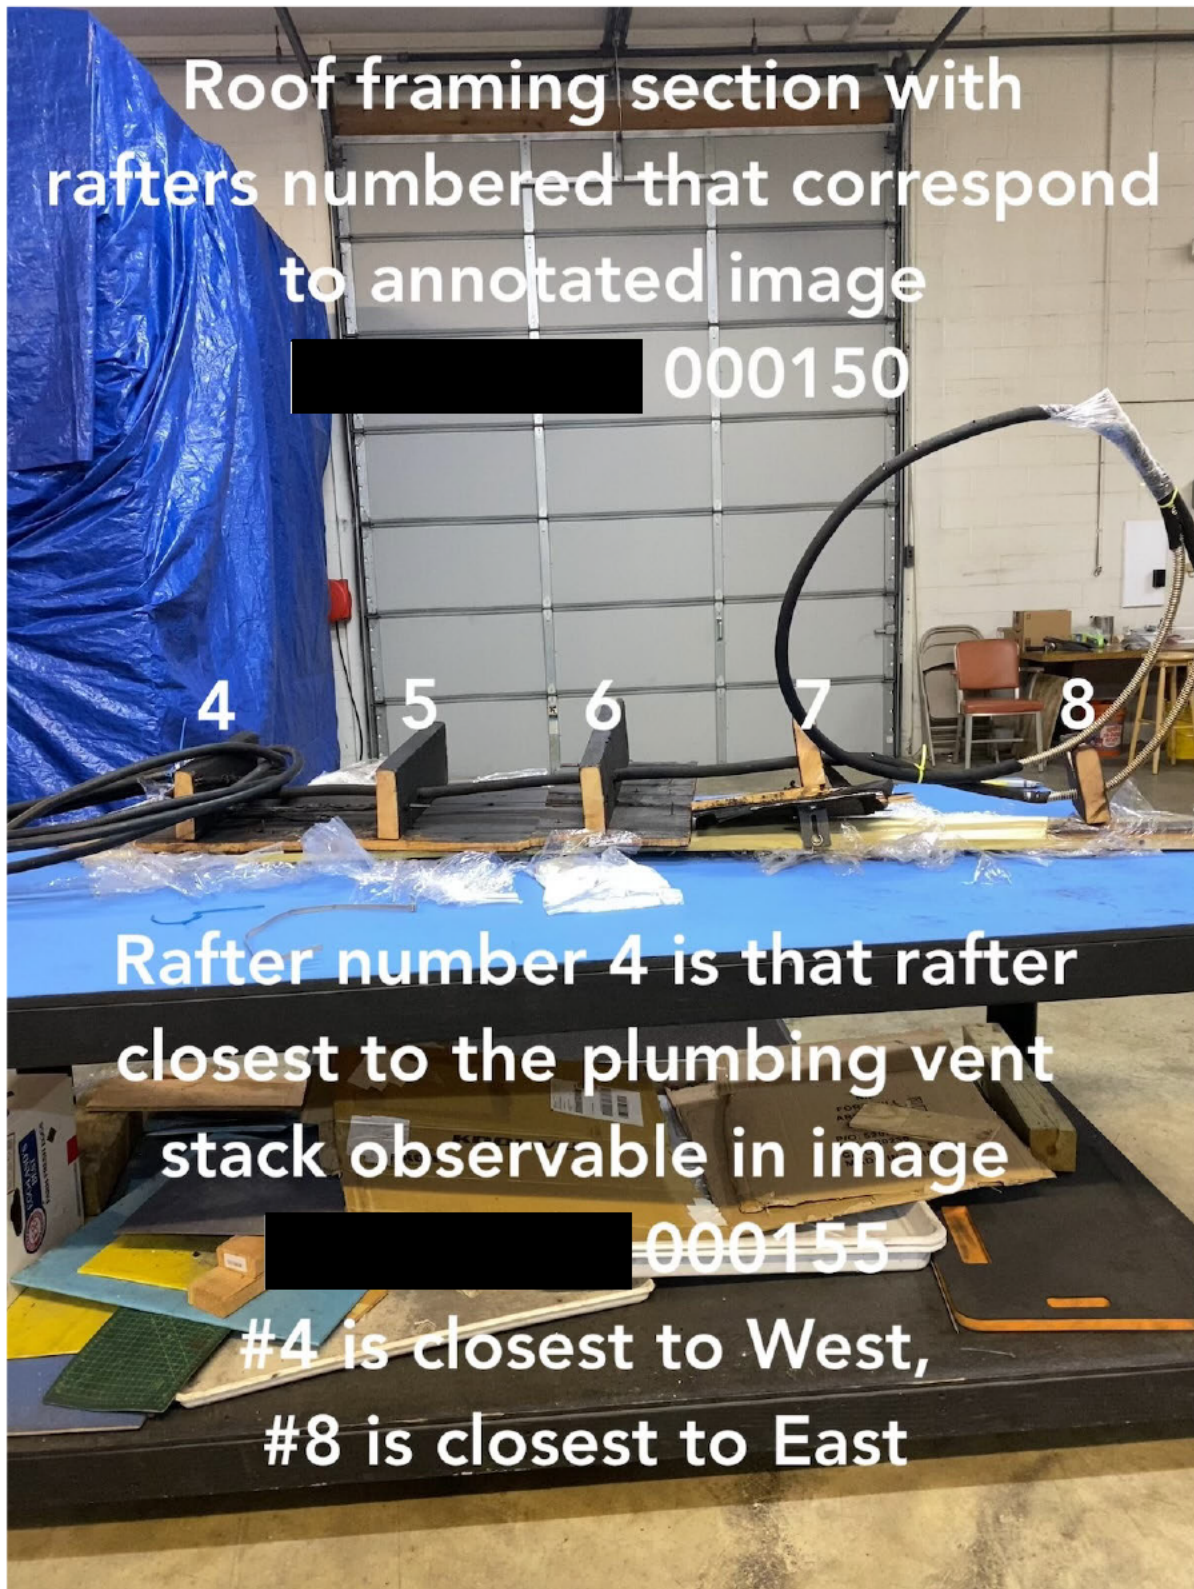 Roof framing section with
rafters numbered that correspond
to annotated image
000150
4 5 6 7 8
Rafter number 4 is that rafter
closest to the plumbing vent
stack observable in image
000155
#4 is closest to West,
#8 is closest to East